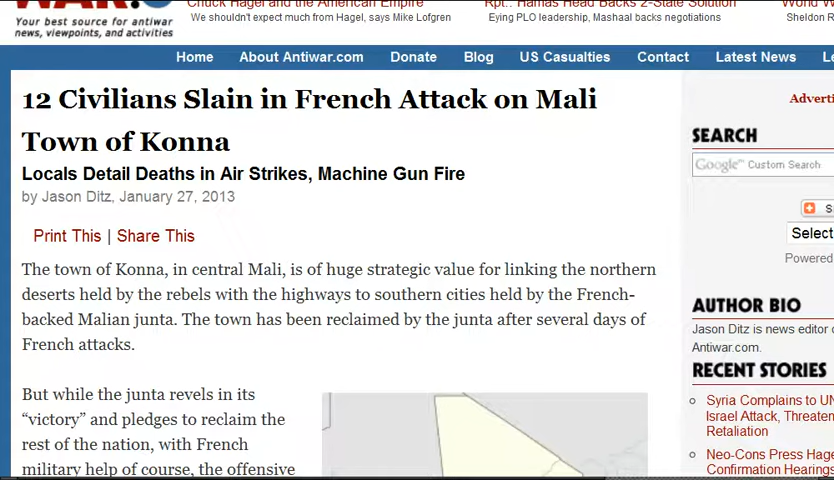 Chuck Hagel and the American Empire
We shouldn't expect much from Hagel, says Mike Lofgren
Rpt.: Hamas Head Backs 2-State Solution
Eying PLO leadership, Mashaal backs negotiations
Sheldon R
Your best source for antiwar
news, viewpoints, and activities
Home About Antiwar.com Donate Blog US Casualties Contact Latest News
12 Civilians Slain in French Attack on Mali
Town of Konna
Locals Detail Deaths in Air Strikes, Machine Gun Fire
by Jason Ditz, January 27, 2013
Print This | Share This
The town of Konna, in central Mali, is of huge strategic value for linking the northern
deserts held by the rebels with the highways to southern cities held by the French-
backed Malian junta. The town has been reclaimed by the junta after several days of
French attacks.
But while the junta revels in its
“victory” and pledges to reclaim the
rest of the nation, with French
military help of course, the offensive
Adverti
SEARCH
Google™ Custom Search
S
Select
Powered
AUTHOR BIO
Jason Ditz is news editor o
Antiwar.com.
RECENT STORIES
Syria Complains to UN
Israel Attack, Threaten
Retaliation
Neo-Cons Press Hage
Confirmation Hearings